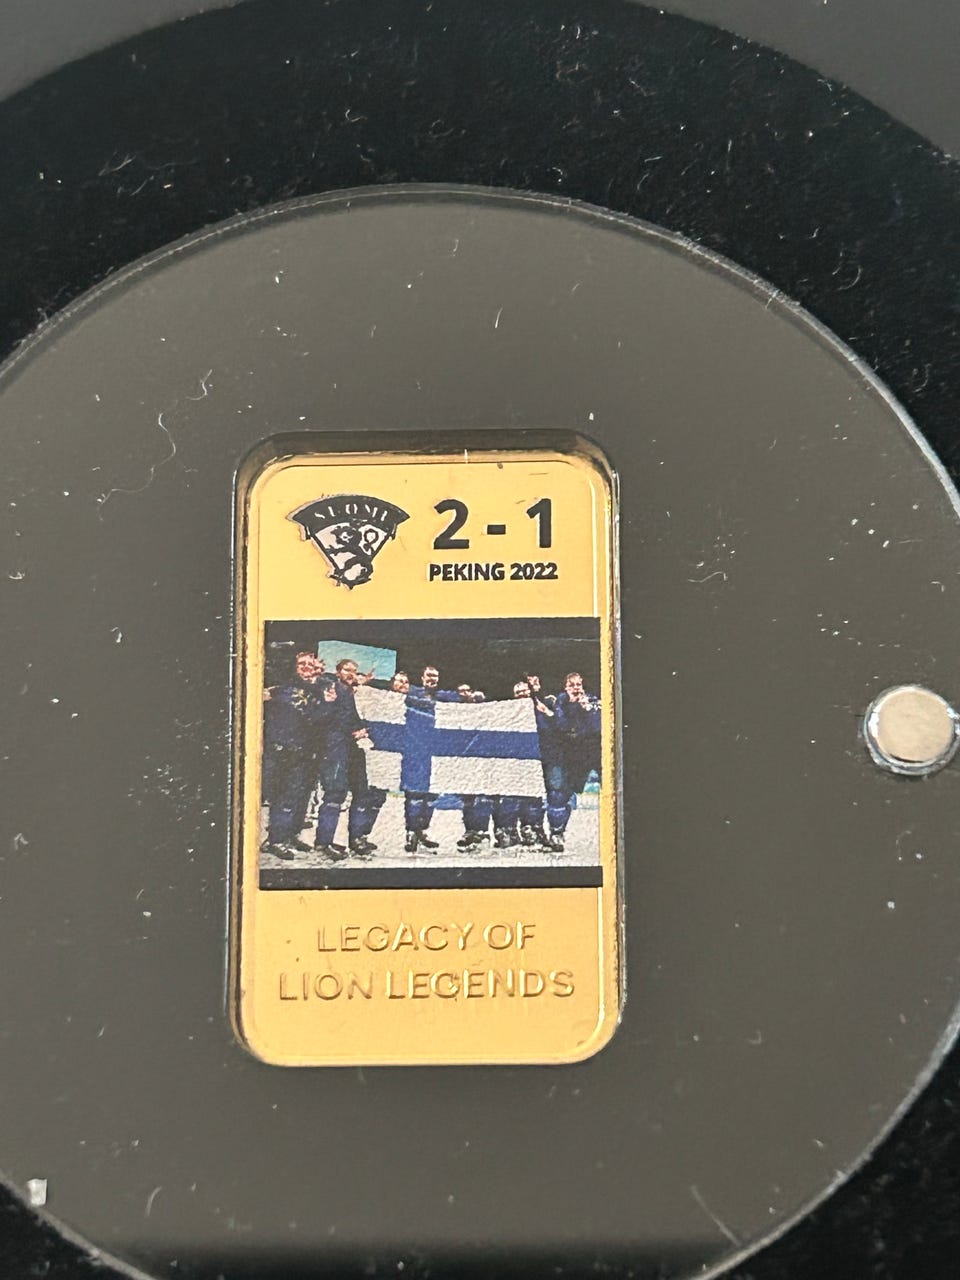 SUOMI
2 - 1
PEKING 2022
LEGACY OF
LION LEGENDS